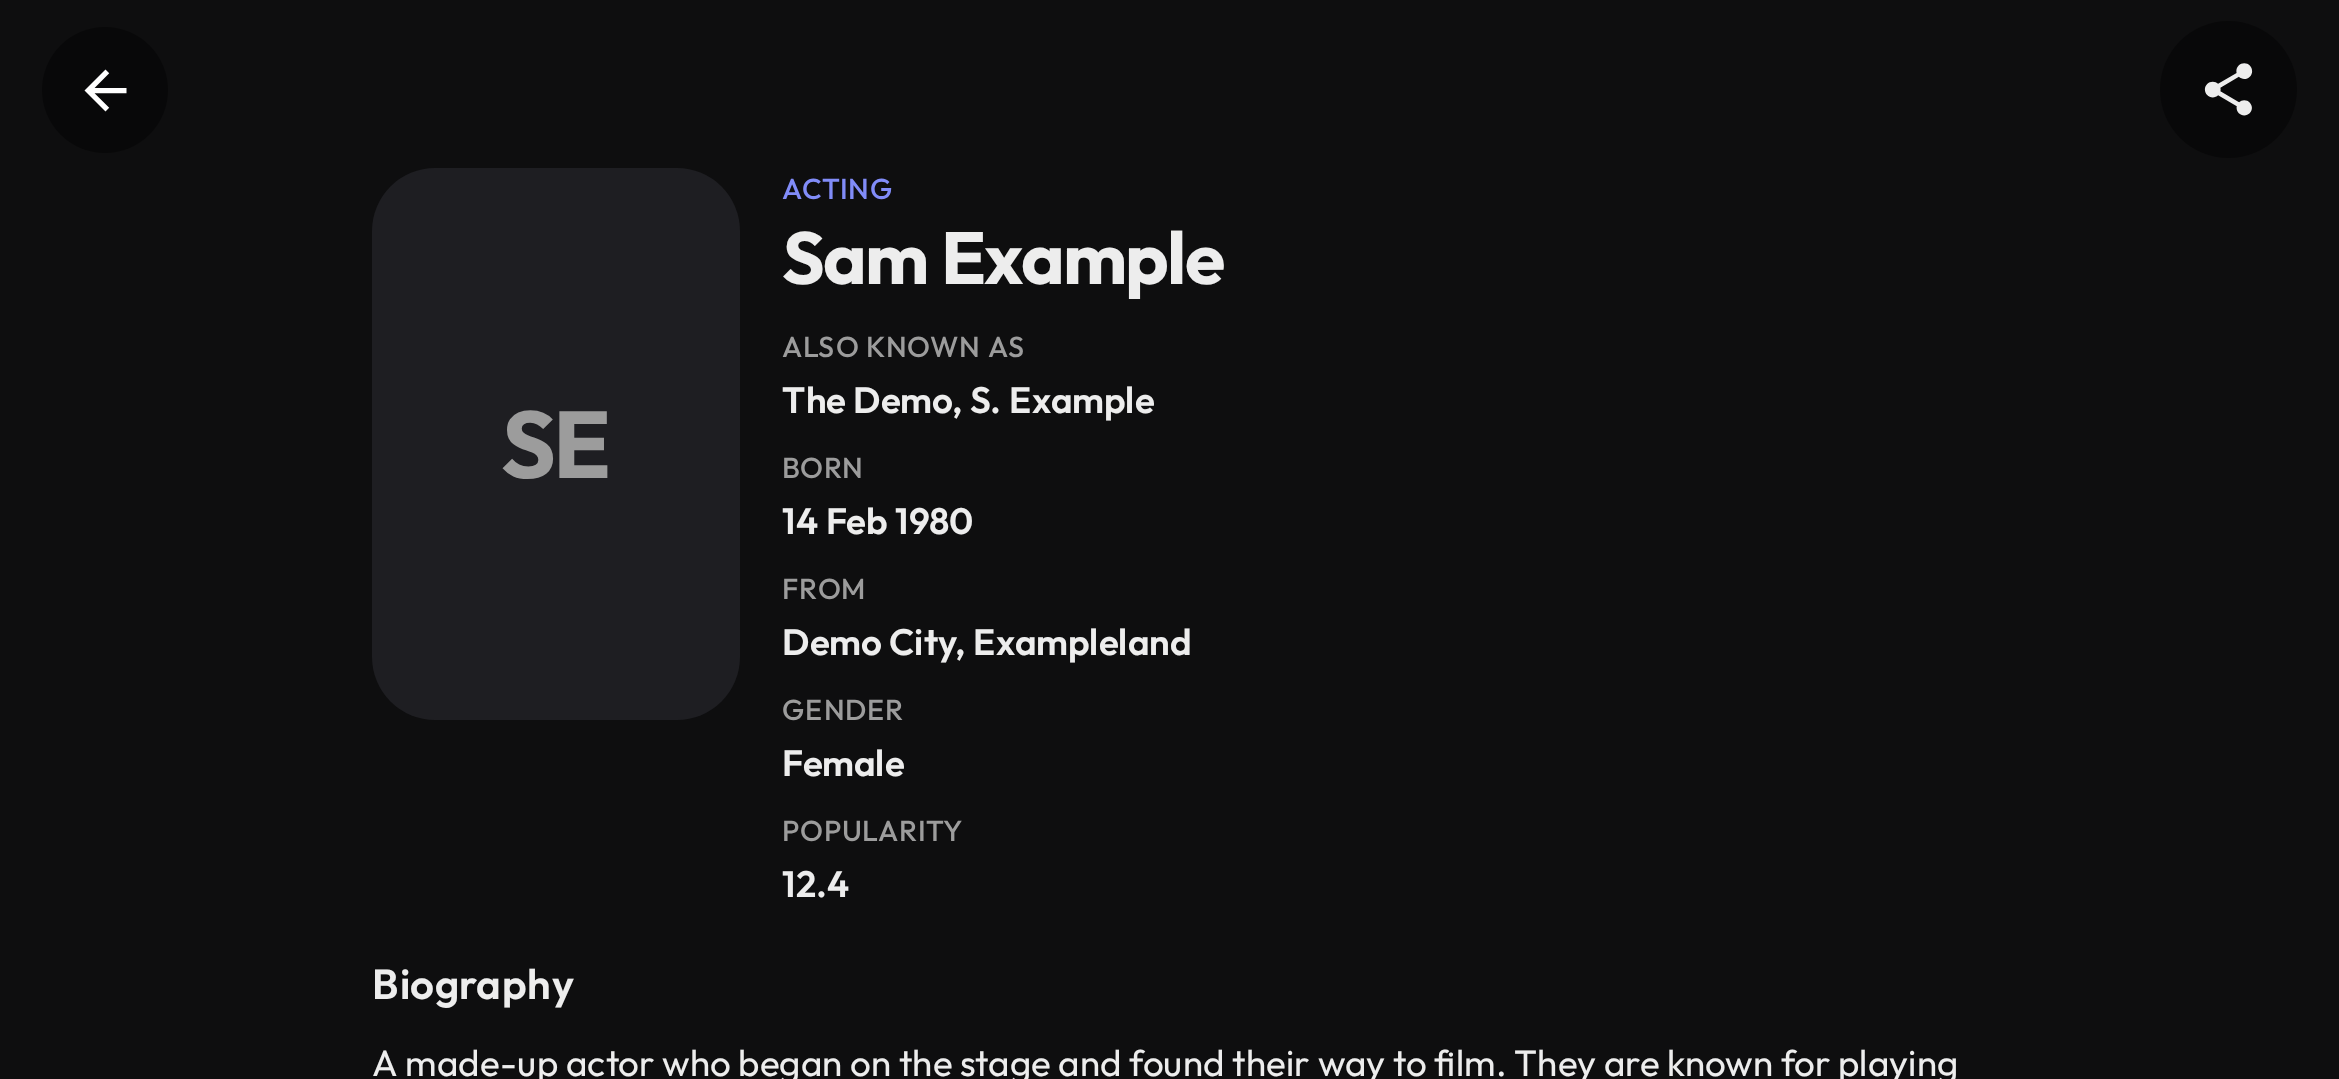 ACTING
Sam Example
ALSO KNOWN AS
The Demo, S. Example
SE
BORN
14 Feb 1980
FROM
Demo City, Exampleland
GENDER
Female
POPULARITY
12.4
Biography
A made-up actor who began on the stage and found their way to film. They are known for playing